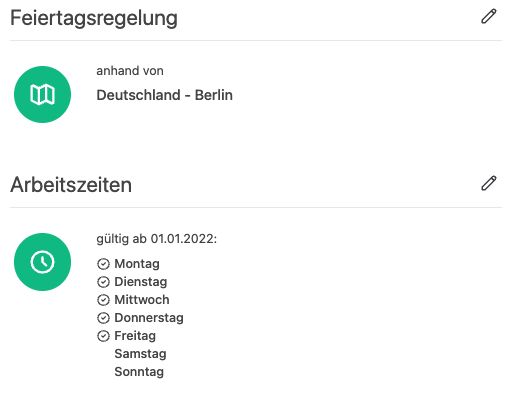 Feiertagsregelung
anhand von
Deutschland - Berlin
Arbeitszeiten
gültig ab 01.01.2022:
Montag
Dienstag
Mittwoch
Donnerstag
Freitag
Samstag
Sonntag